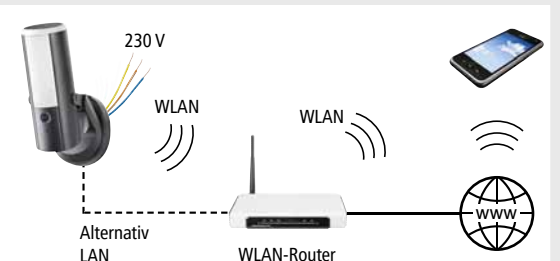 230 V
WLAN
WLAN
WWW
Alternativ
LAN
WLAN-Router